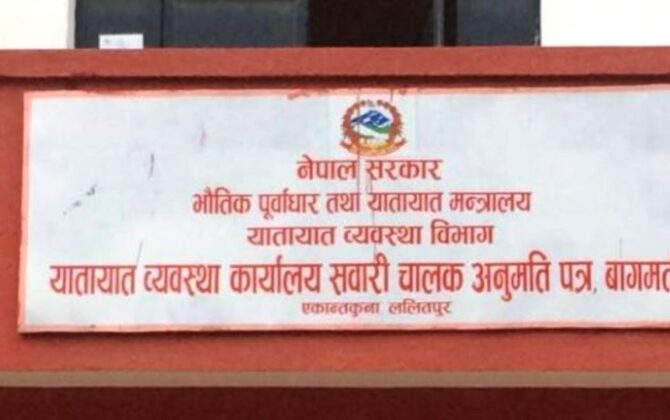 नेपाल सरकार
भौतिक पूर्वाधार तथा यातायात मन्त्रालय
यातायात व्यवस्था विभाग
यातायात व्यवस्था कार्यालय सवारी चालक अनुमति पत्र,
एकान्तकुना ललितपुर